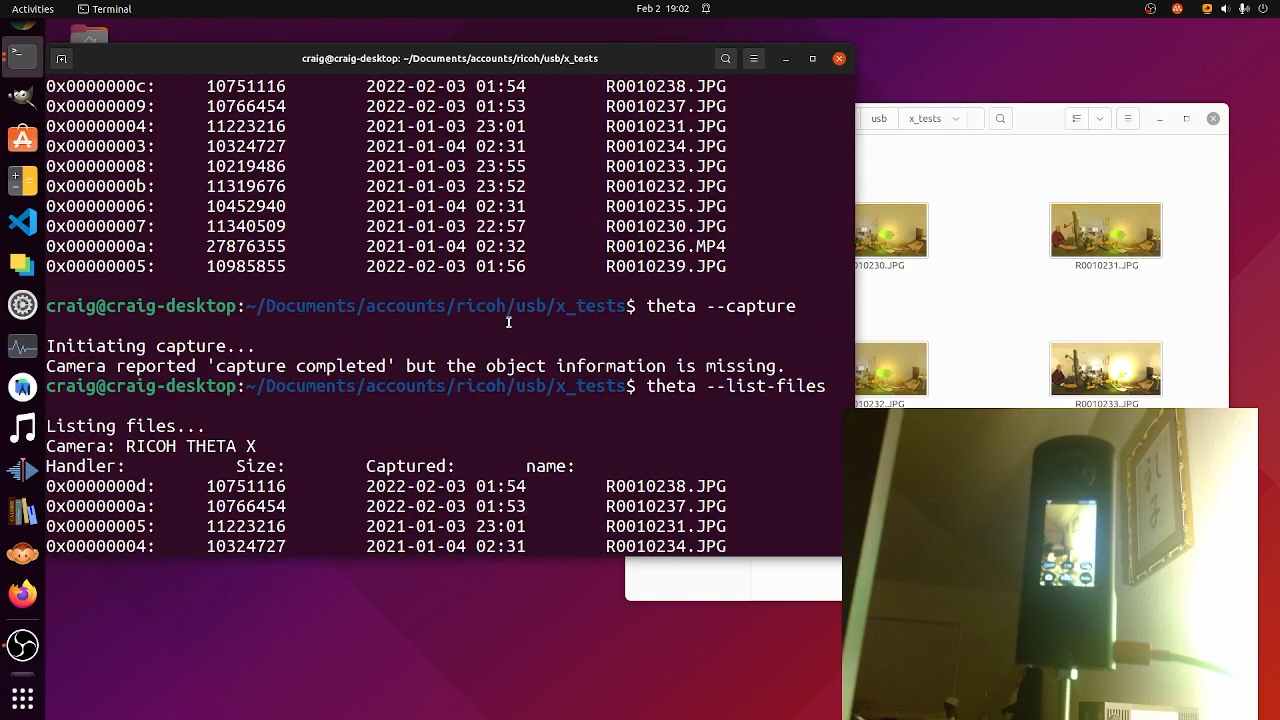 Activities Terminal Feb 2 19:02
craig@craig-desktop: ~/Documents/accounts/ricoh/usb/x_tests
0x0000000c: 10751116 2022-02-03 01:54 R0010238.JPG
0x00000009: 10766454 2022-02-03 01:53 R0010237.JPG
0x00000004: 11223216 2021-01-03 23:01 R0010231.JPG
0x00000003: 10324727 2021-01-04 02:31 R0010234.JPG
0x00000008: 10219486 2021-01-03 23:55 R0010233.JPG
0x0000000b: 11319676 2021-01-03 23:52 R0010232.JPG
0x00000006: 10452940 2021-01-04 02:31 R0010235.JPG
0x00000007: 11340509 2021-01-03 22:57 R0010230.JPG
0x0000000a: 27876355 2021-01-04 02:32 R0010236.MP4
0x00000005: 10985855 2022-02-03 01:56 R0010239.JPG
craig@craig-desktop:~/Documents/accounts/ricoh/usb/x_tests$ theta --capture
Initiating capture...
Camera reported 'capture completed' but the object information is missing.
craig@craig-desktop:~/Documents/accounts/ricoh/usb/x_tests$ theta --list-files
Listing files...
Camera: RICOH THETA X
Handler: Size: Captured: name:
0x0000000d: 10751116 2022-02-03 01:54 R0010238.JPG
0x0000000a: 10766454 2022-02-03 01:53 R0010237.JPG
0x00000005: 11223216 2021-01-03 23:01 R0010231.JPG
0x00000004: 10324727 2021-01-04 02:31 R0010234.JPG
usb x_tests
0010230.JPG R0010231.JPG
0010232.JPG R0010233.JPG